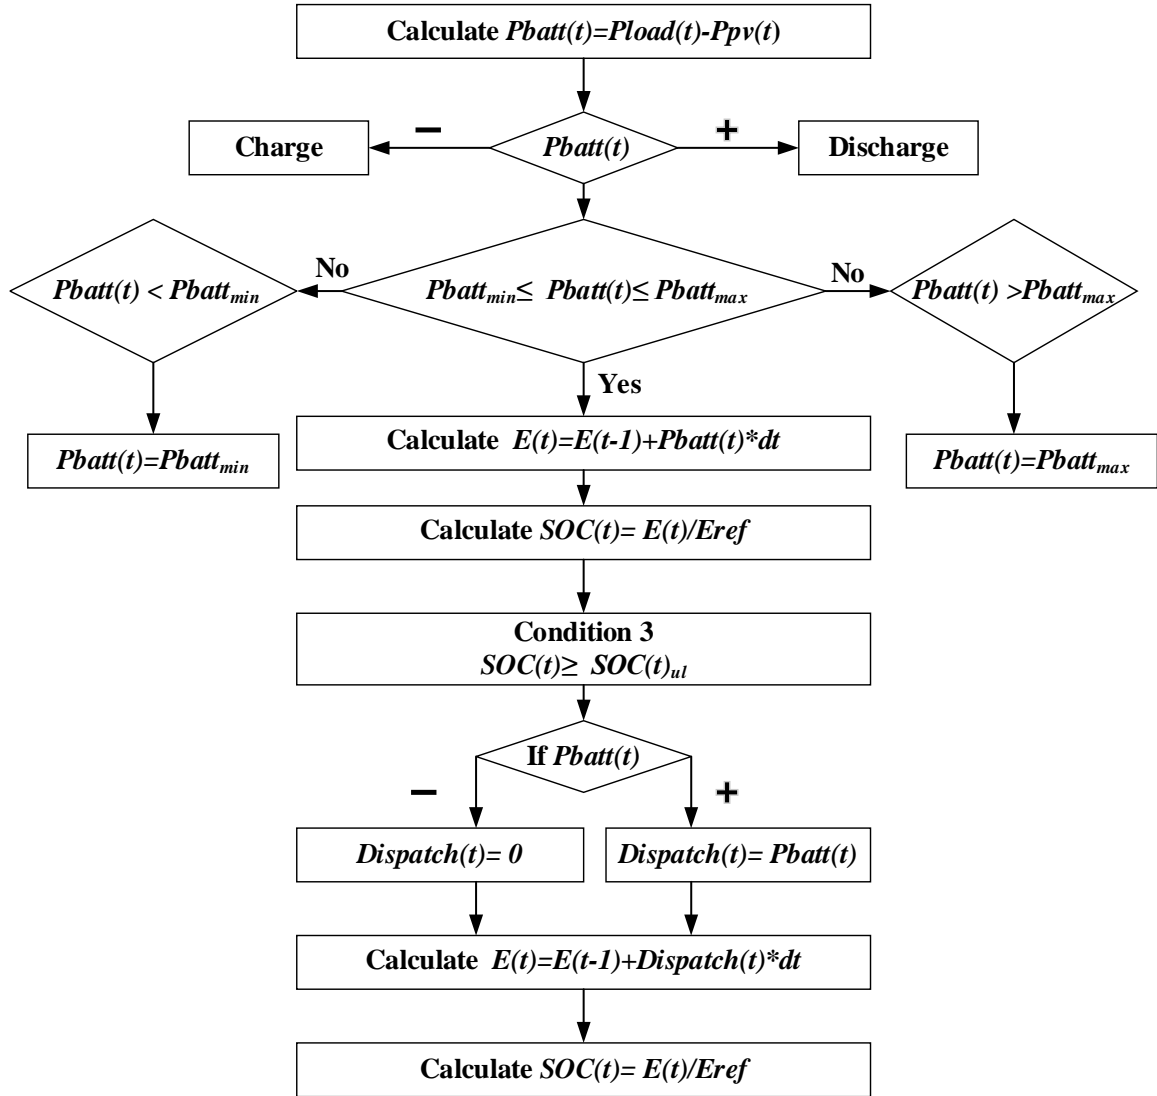 Calculate Pbatt(t)=Pload(t)-Ppv(t)
−
+
Charge
Pbatt(t)
Discharge
No
No
Pbatt(t) < Pbattmin
Pbattmin≤ Pbatt(t)≤ Pbattmax
Pbatt(t) >Pbattmax
Yes
Calculate E(t)=E(t-1)+Pbatt(t)*dt
Pbatt(t)=Pbattmin
Pbatt(t)=Pbattmax
Calculate SOC(t)= E(t)/Eref
Condition 3
SOC(t)≥ SOC(t)ul
If Pbatt(t)
−
+
Dispatch(t)= 0
Dispatch(t)= Pbatt(t)
Calculate E(t)=E(t-1)+Dispatch(t)*dt
Calculate SOC(t)= E(t)/Eref